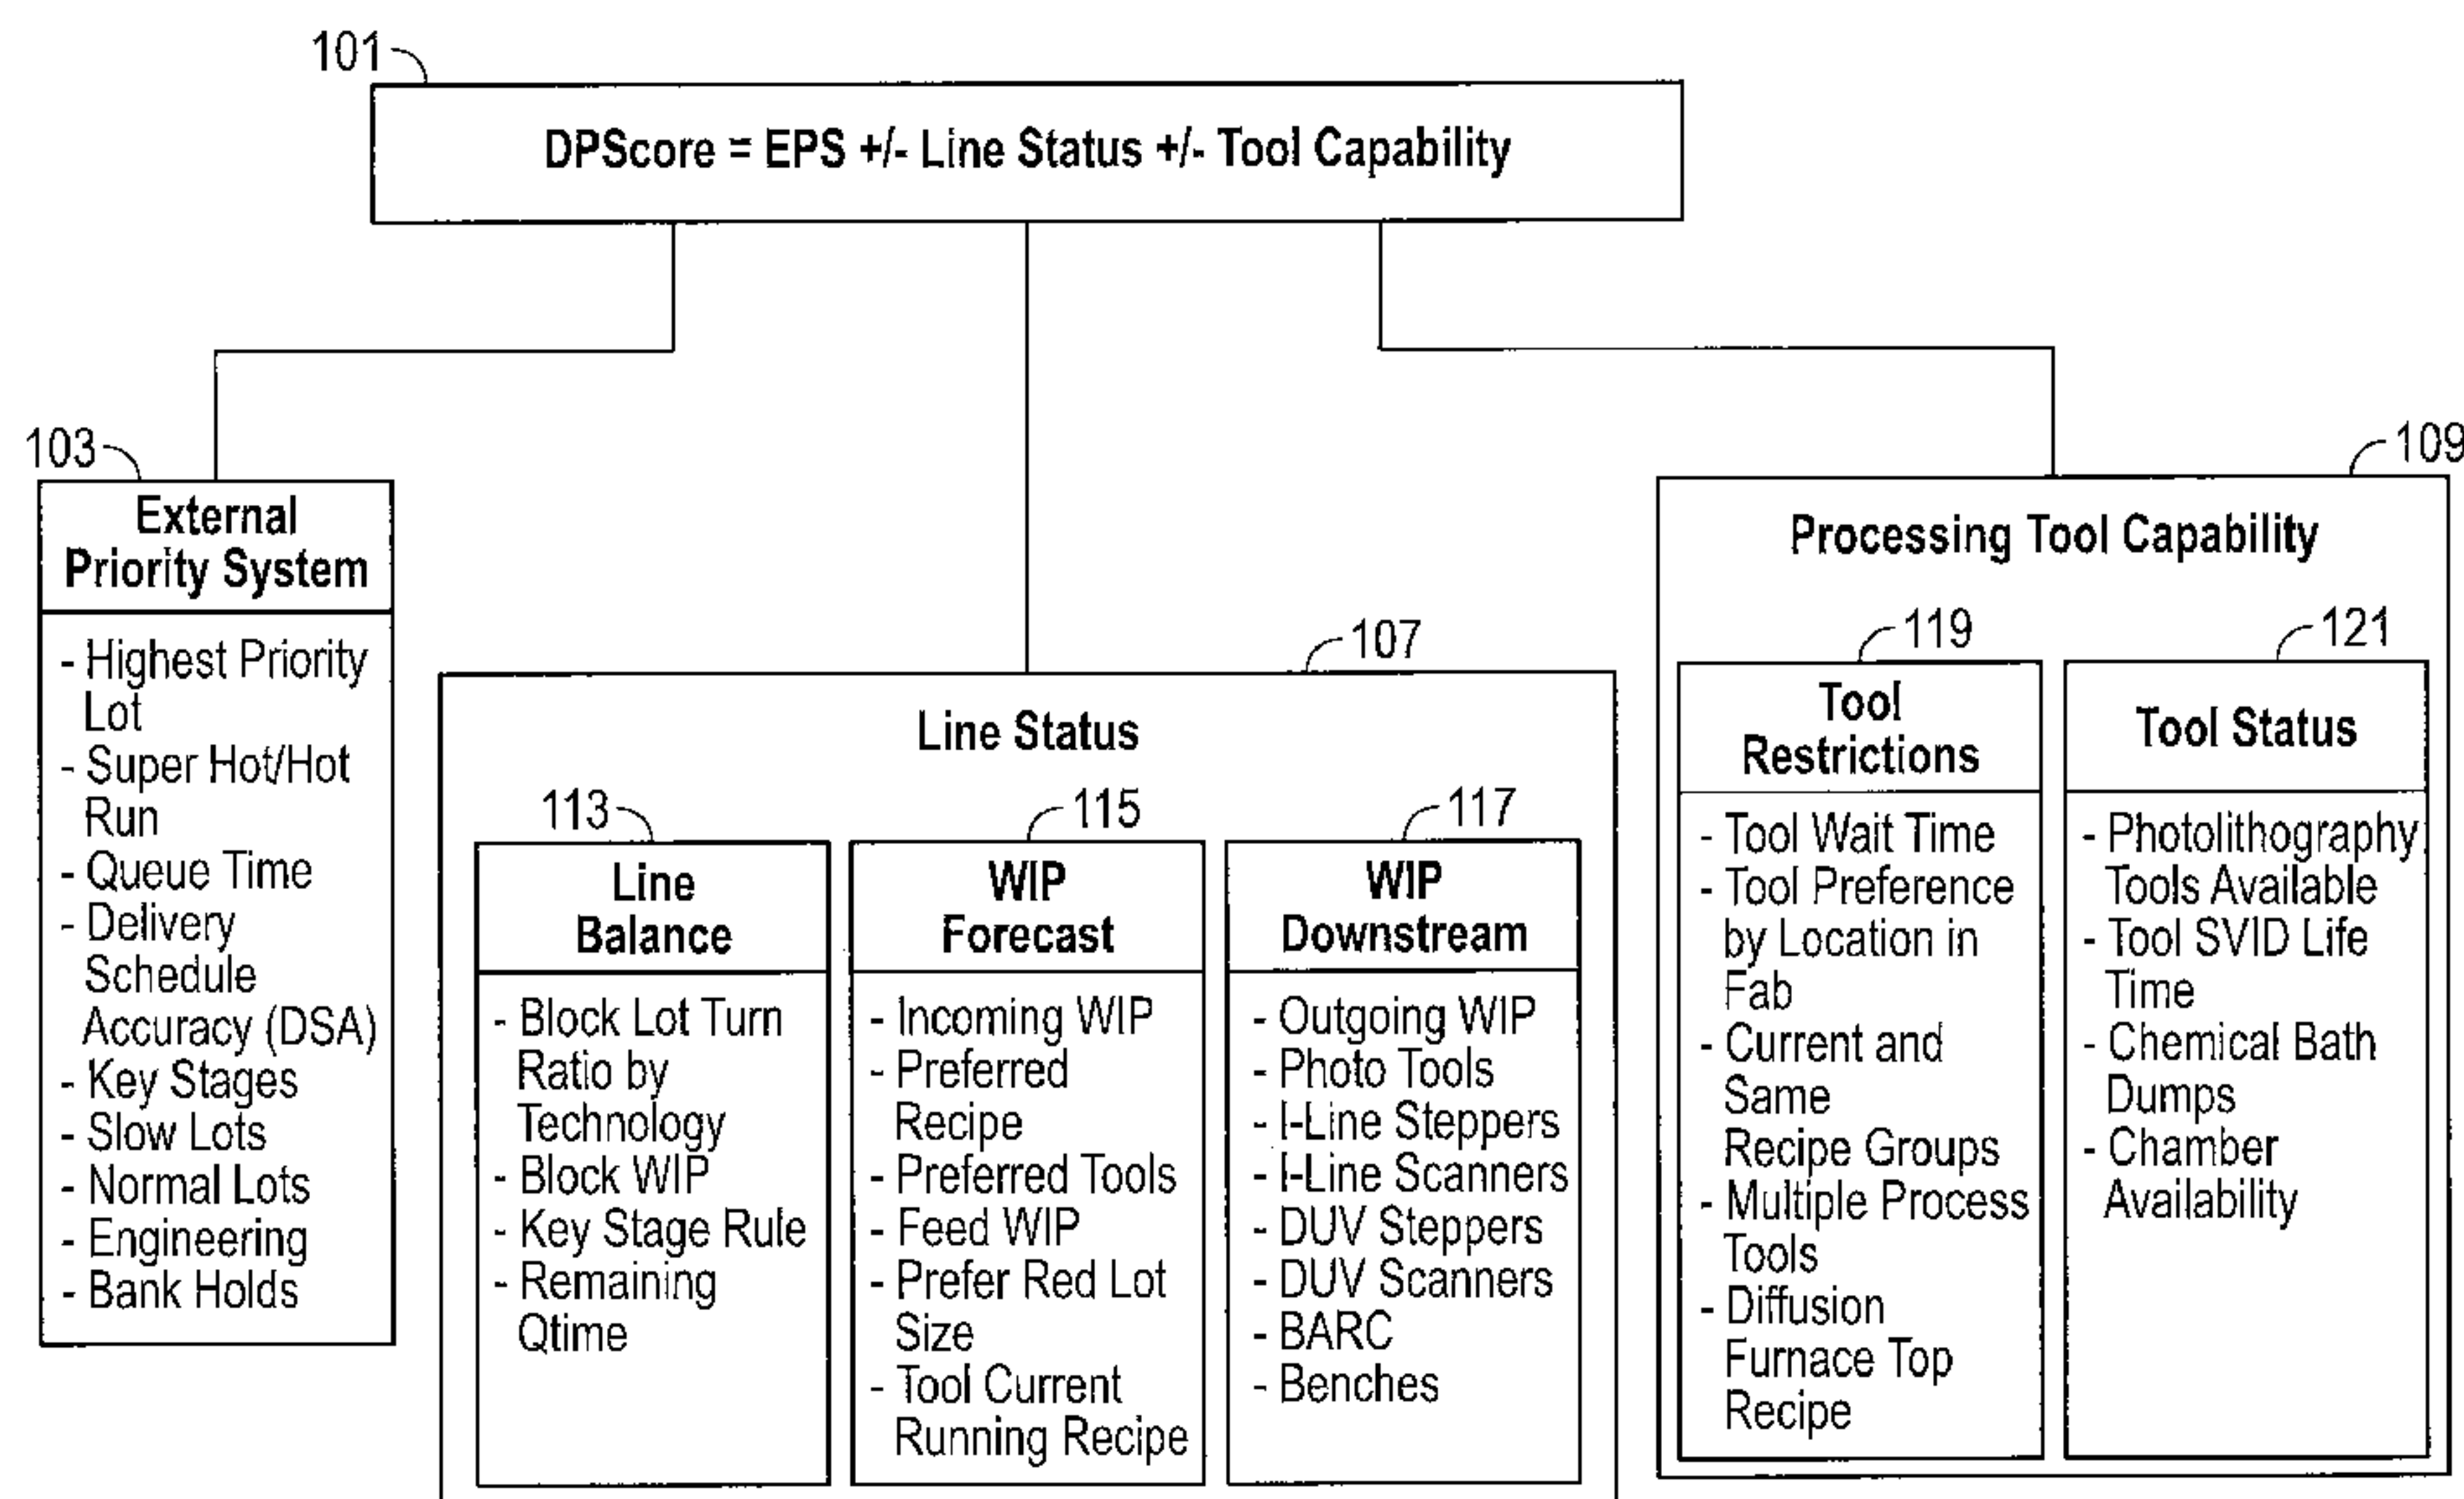 101
DPScore = EPS +/- Line Status +/- Tool Capability
103
External
Priority System
- Highest Priority
Lot
- Super Hot/Hot
Run
- Queue Time
- Delivery
Schedule
Accuracy (DSA)
- Key Stages
- Slow Lots
- Normal Lots
- Engineering
- Bank Holds
107
Line Status
113
Line
Balance
- Block Lot Turn
Ratio by
Technology
- Block WIP
- Key Stage Rule
- Remaining
Qtime
115
WIP
Forecast
- Incoming WIP
- Preferred
Recipe
- Preferred Tools
- Feed WIP
- Prefer Red Lot
Size
- Tool Current
Running Recipe
117
WIP
Downstream
- Outgoing WIP
- Photo Tools
- I-Line Steppers
- I-Line Scanners
- DUV Steppers
- DUV Scanners
- BARC
- Benches
109
Processing Tool Capability
119
Tool
Restrictions
- Tool Wait Time
- Tool Preference
by Location in
Fab
- Current and
Same
Recipe Groups
- Multiple Process
Tools
- Diffusion
Furnace Top
Recipe
121
Tool Status
- Photolithography
Tools Available
- Tool SVID Life
Time
- Chemical Bath
Dumps
- Chamber
Availability